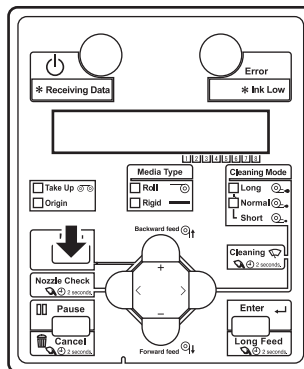 Error
* Receiving Data
* Ink Low
1 2 3 4 5 6 7 8
Media Type
Cleaning Mode
Take Up
Origin
Roll
Rigid
Long
Normal
Short
Backward feed
Cleaning
2 seconds.
Nozzle Check
2 seconds.
+
< >
−
Pause
Enter
Cancel
2 seconds.
Long Feed
2 seconds.
Forward feed